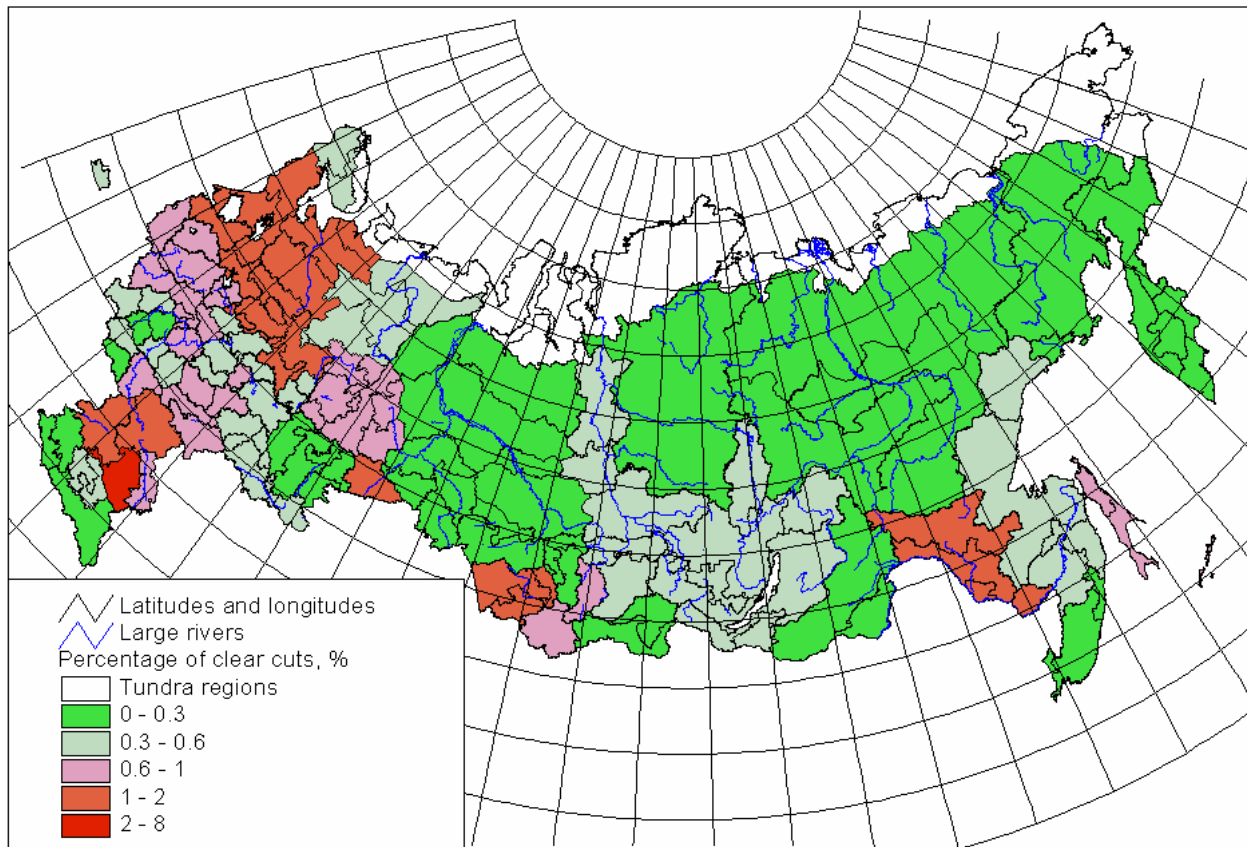 Latitudes and longitudes
Large rivers
Percentage of clear cuts, %
Tundra regions
0 - 0.3
0.3 - 0.6
0.6 - 1
1 - 2
2 - 8